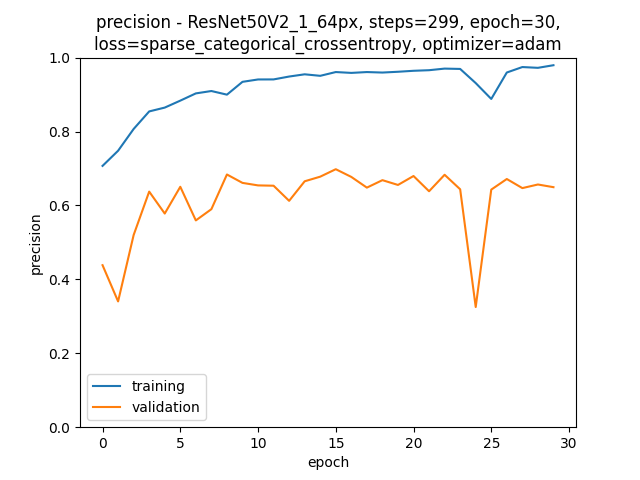 precision - ResNet50V2_1_64px, steps=299, epoch=30,
loss=sparse_categorical_crossentropy, optimizer=adam
1.0
0.8
0.6
0.4
0.2
0.0
precision
training
validation
0 5 10 15 20 25 30
epoch